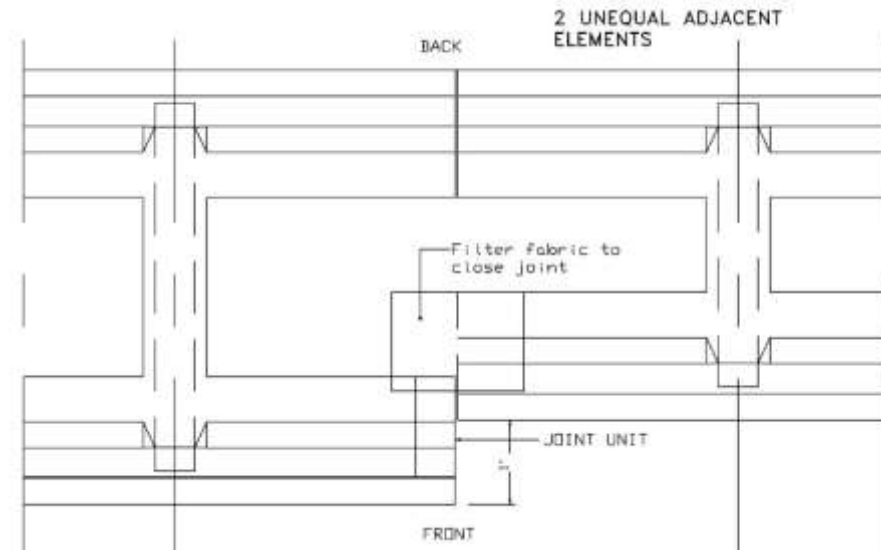 2 UNEQUAL ADJACENT
ELEMENTS
BACK
Filter fabric to
close joint
JOINT UNIT
FRONT